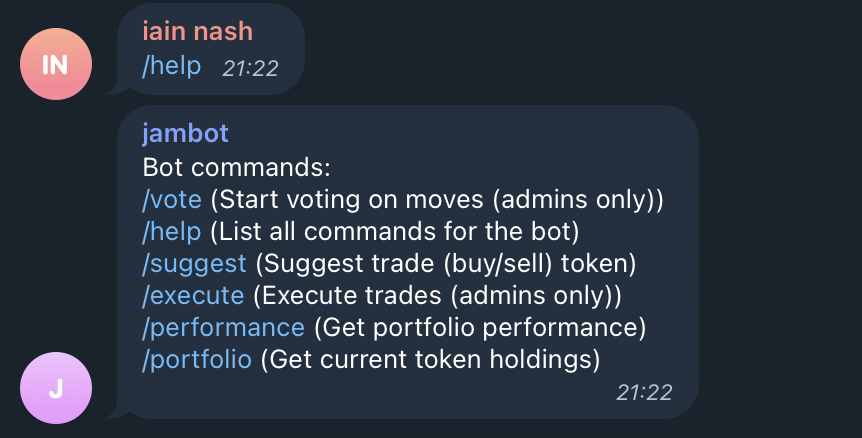 iain nash
IN
/help 21:22
jambot
Bot commands:
/vote (Start voting on moves (admins only))
/help (List all commands for the bot)
/suggest (Suggest trade (buy/sell) token)
/execute (Execute trades (admins only))
/performance (Get portfolio performance)
/portfolio (Get current token holdings)
J
21:22